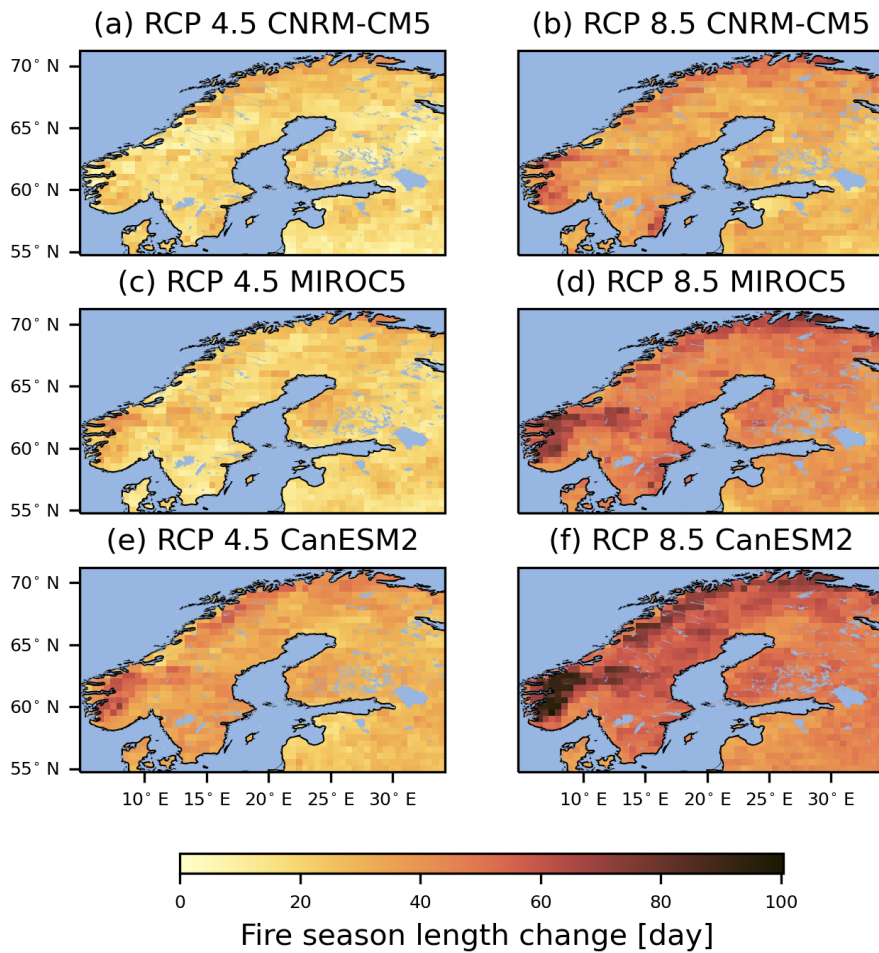 (a) RCP 4.5 CNRM-CM5
(b) RCP 8.5 CNRM-CM5
70° N
65° N
60° N
55° N
(c) RCP 4.5 MIROC5
(d) RCP 8.5 MIROC5
70° N
65° N
60° N
55° N
(e) RCP 4.5 CanESM2
(f) RCP 8.5 CanESM2
70° N
65° N
60° N
55° N
10° E 15° E 20° E 25° E 30° E
10° E 15° E 20° E 25° E 30° E
0 20 40 60 80 100
Fire season length change [day]